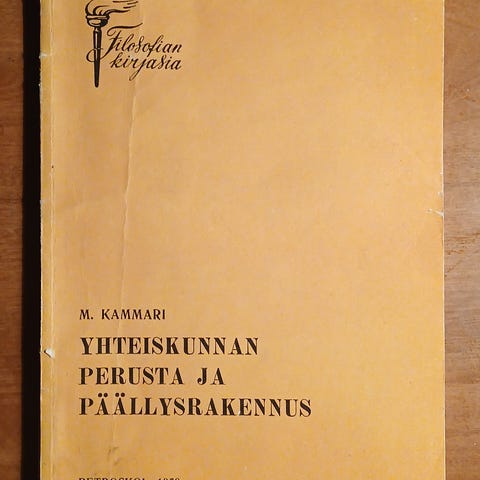 Filosofian
kirjasia
M. KAMMARI
YHTEISKUNNAN
PERUSTA JA
PÄÄLLYSRAKENNUS